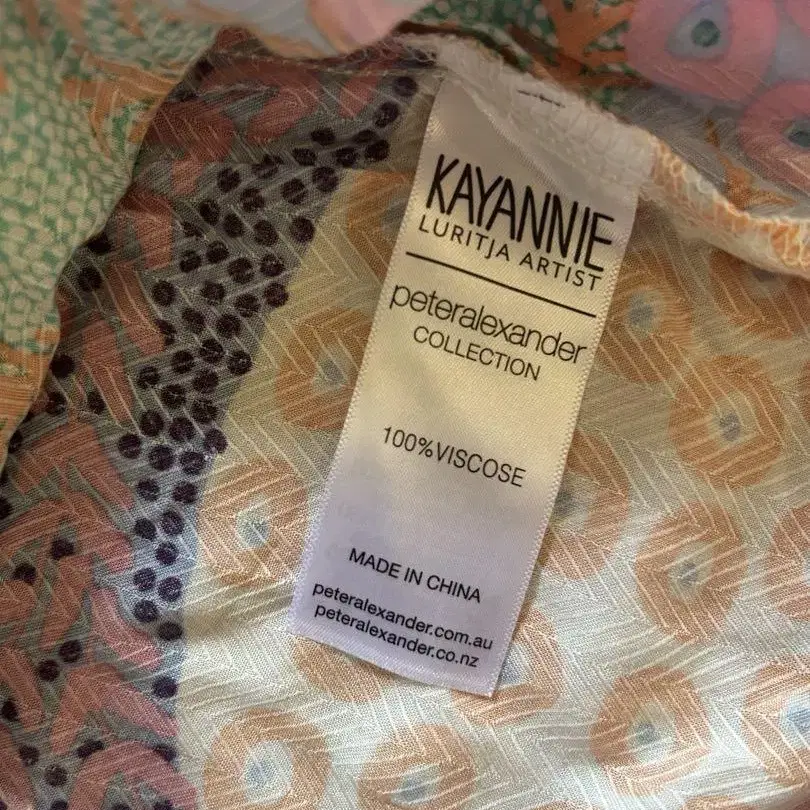 KAYANNIE
LURITJA ARTIST
peteralexander
COLLECTION
100%VISCOSE
MADE IN CHINA
peteralexander.com.au
peteralexander.co.nz